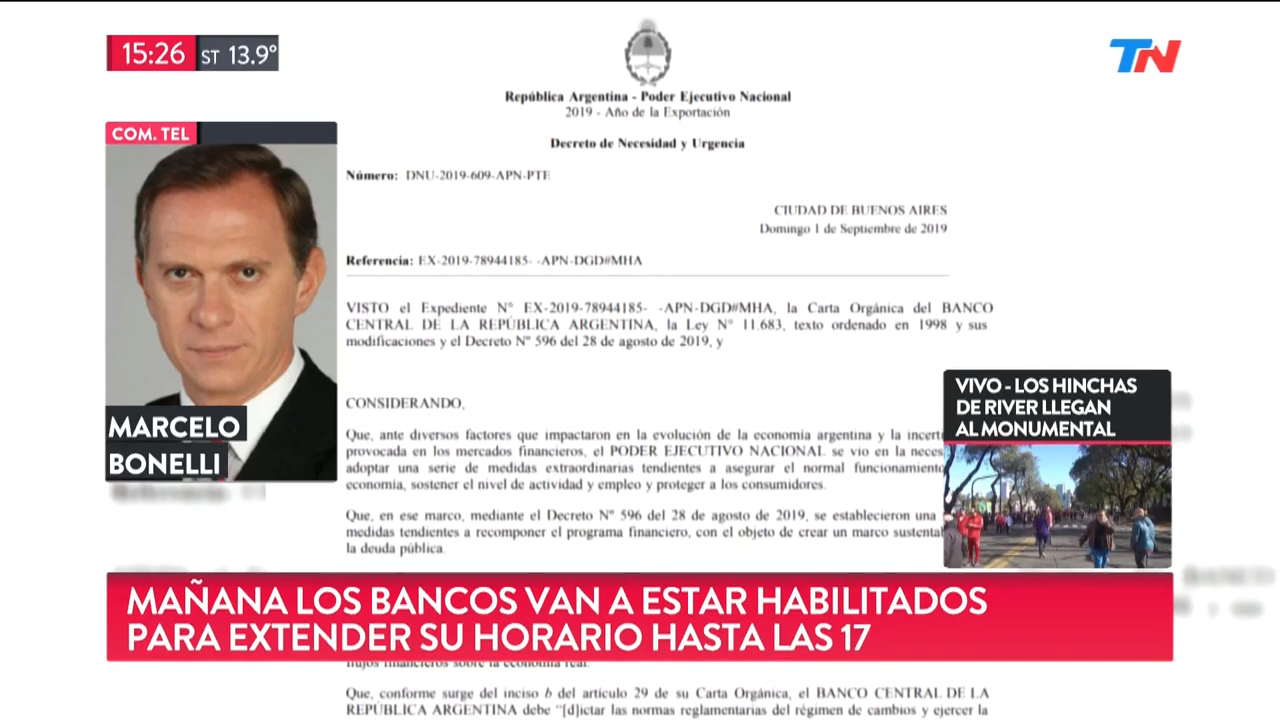 15:26 ST 13.9°
TN
República Argentina - Poder Ejecutivo Nacional
2019 - Año de la Exportación
Decreto de Necesidad y Urgencia
COM. TEL
MARCELO
BONELLI
Número: DNU-2019-609-APN-PTE
CIUDAD DE BUENOS AIRES
Domingo 1 de Septiembre de 2019
Referencia: EX-2019-78944185- -APN-DGD#MHA
VISTO el Expediente N° EX-2019-78944185- -APN-DGD#MHA, la Carta Orgánica del BANCO
CENTRAL DE LA REPÚBLICA ARGENTINA, la Ley N° 11.683, texto ordenado en 1998 y sus
modificaciones y el Decreto N° 596 del 28 de agosto de 2019, y
CONSIDERANDO,
Que, ante diversos factores que impactaron en la evolución de la economía argentina y la incerti
provocada en los mercados financieros, el PODER EJECUTIVO NACIONAL se vio en la neces
adoptar una serie de medidas extraordinarias tendientes a asegurar el normal funcionamiento
economía, sostener el nivel de actividad y empleo y proteger a los consumidores.
Que, en ese marco, mediante el Decreto N° 596 del 28 de agosto de 2019, se establecieron una
medidas tendientes a recomponer el programa financiero, con el objeto de crear un marco sustental
la deuda pública.
VIVO - LOS HINCHAS
DE RIVER LLEGAN
AL MONUMENTAL
MAÑANA LOS BANCOS VAN A ESTAR HABILITADOS
PARA EXTENDER SU HORARIO HASTA LAS 17
flujos financieros sobre la economía real.
Que, conforme surge del inciso b del artículo 29 de su Carta Orgánica, el BANCO CENTRAL DE LA
REPÚBLICA ARGENTINA debe "[d]ictar las normas reglamentarias del régimen de cambios y ejercer la